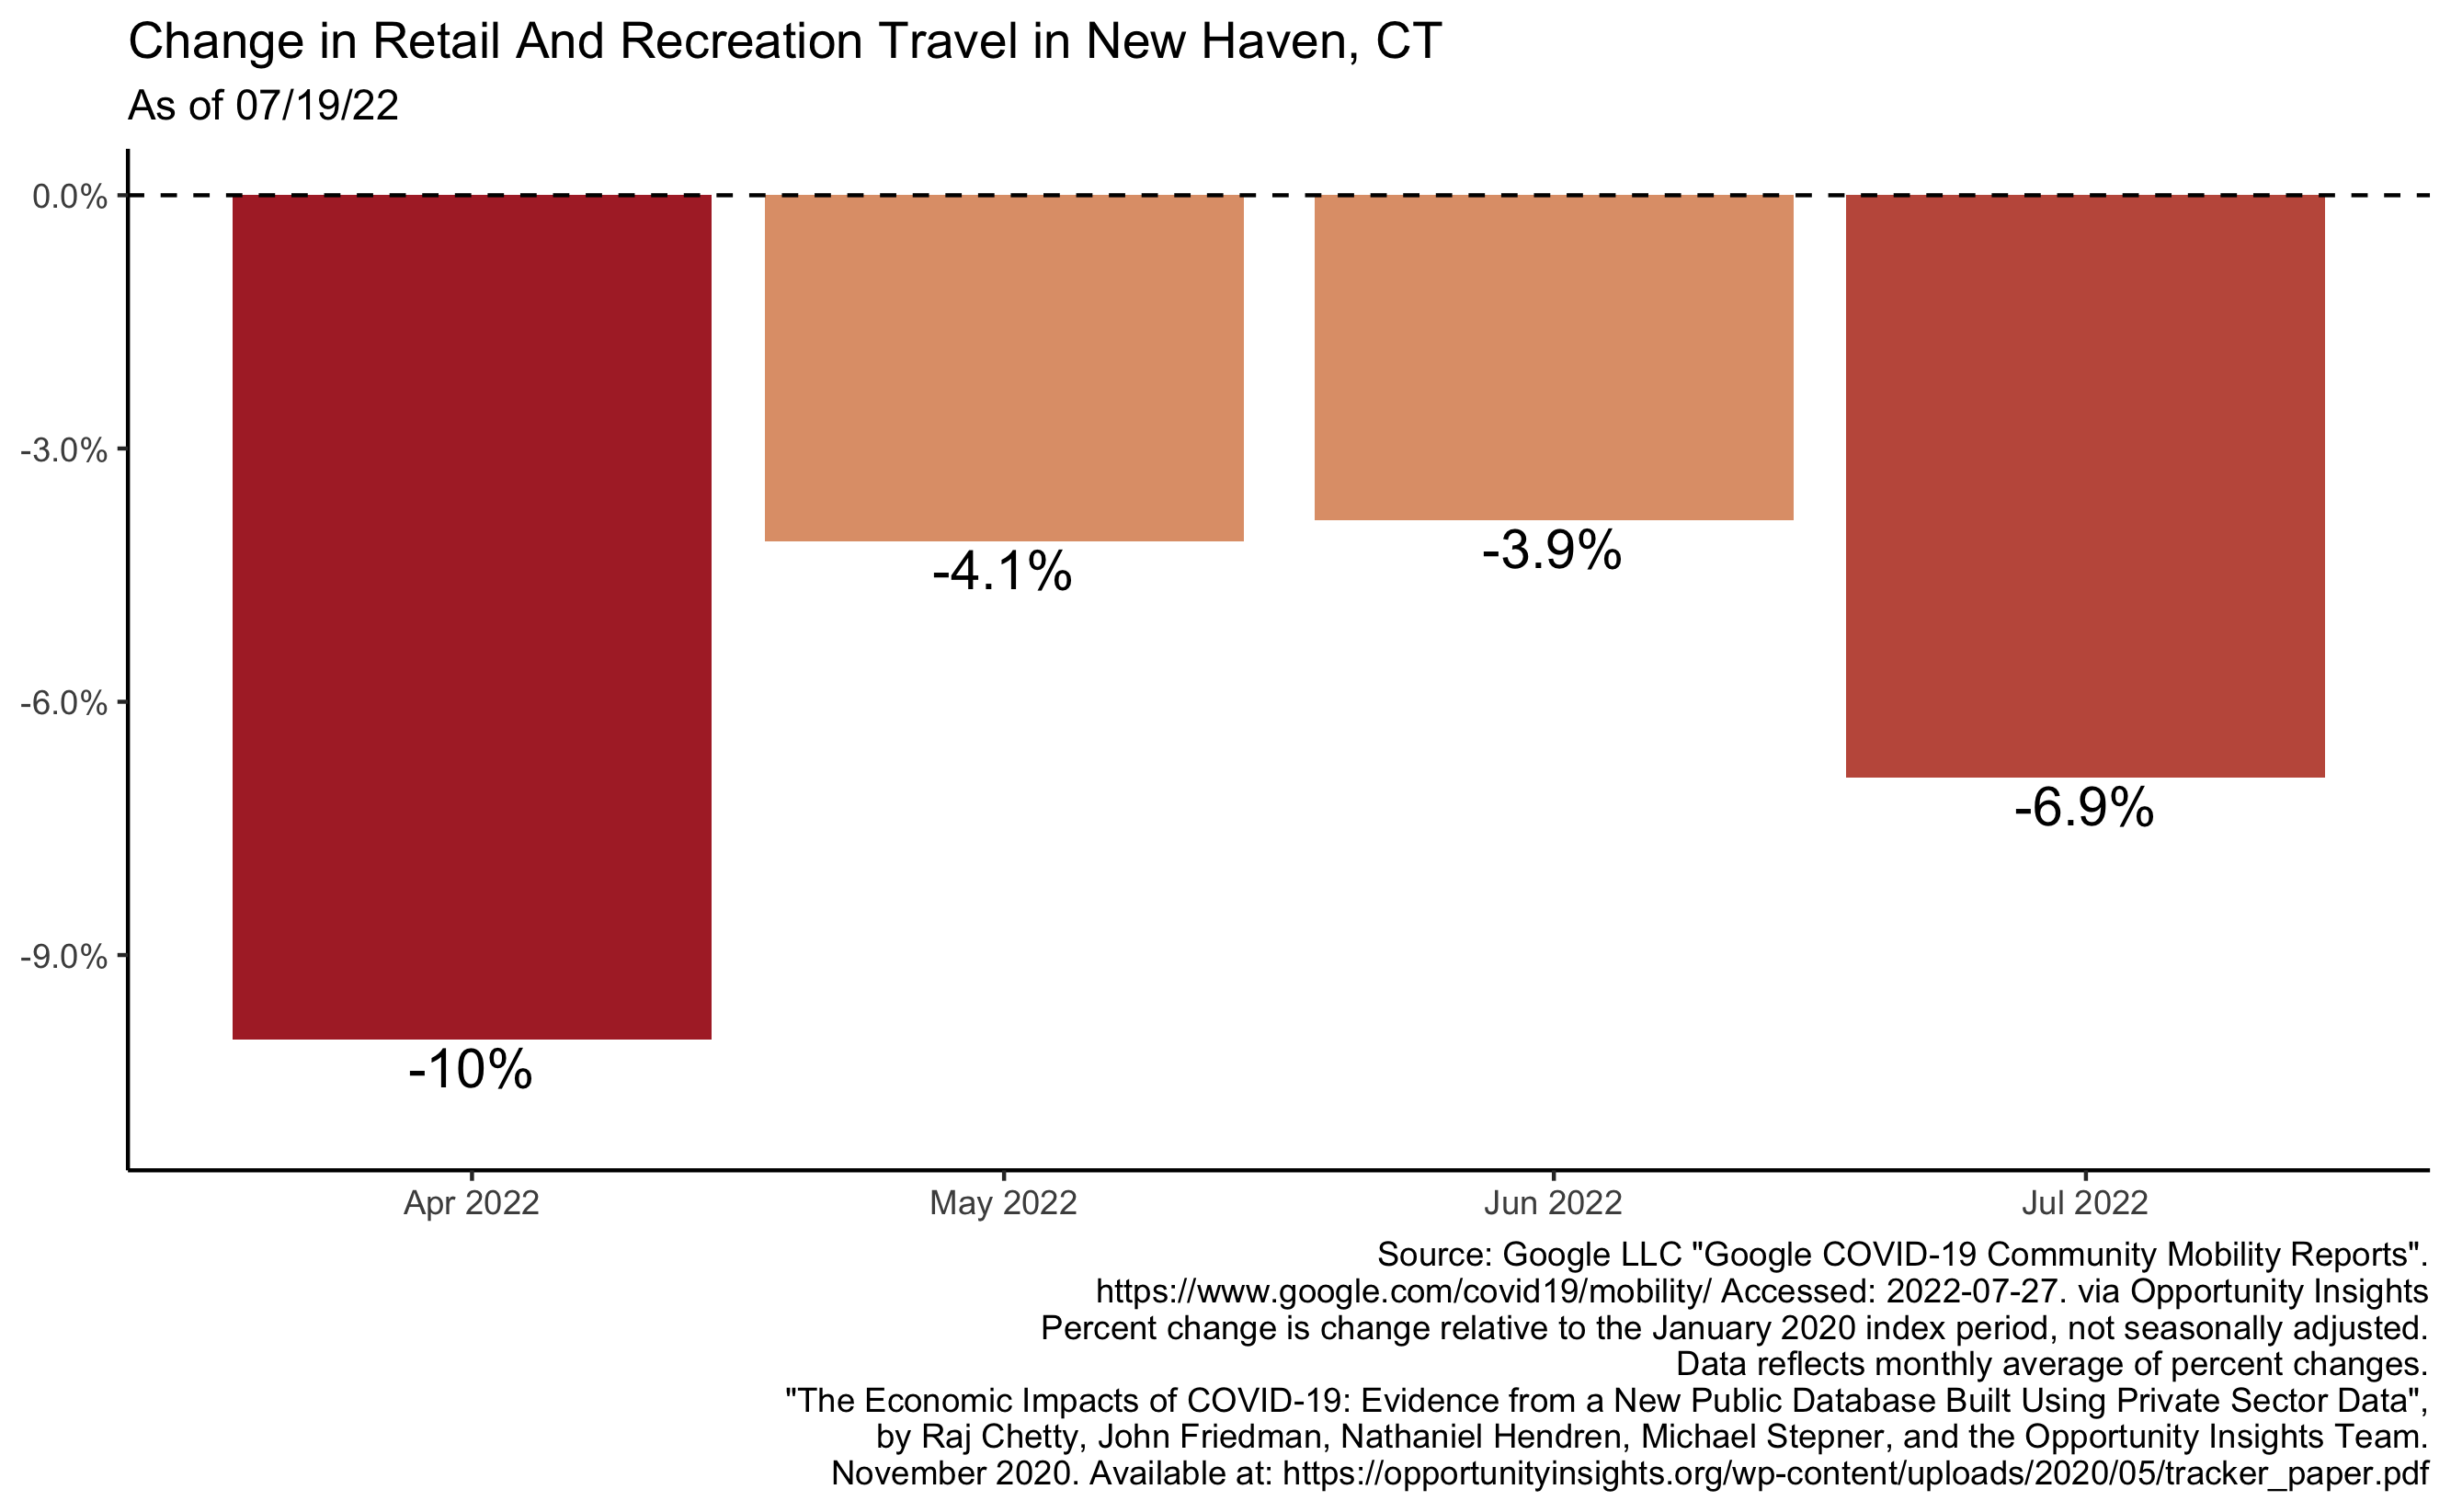 Change in Retail And Recreation Travel in New Haven, CT
As of 07/19/22
0.0%
-3.0%
-6.0%
-9.0%
-10%
-4.1%
-3.9%
-6.9%
Apr 2022
May 2022
Jun 2022
Jul 2022
Source: Google LLC "Google COVID-19 Community Mobility Reports".
https://www.google.com/covid19/mobility/ Accessed: 2022-07-27. via Opportunity Insights
Percent change is change relative to the January 2020 index period, not seasonally adjusted.
Data reflects monthly average of percent changes.
"The Economic Impacts of COVID-19: Evidence from a New Public Database Built Using Private Sector Data",
by Raj Chetty, John Friedman, Nathaniel Hendren, Michael Stepner, and the Opportunity Insights Team.
November 2020. Available at: https://opportunityinsights.org/wp-content/uploads/2020/05/tracker_paper.pdf